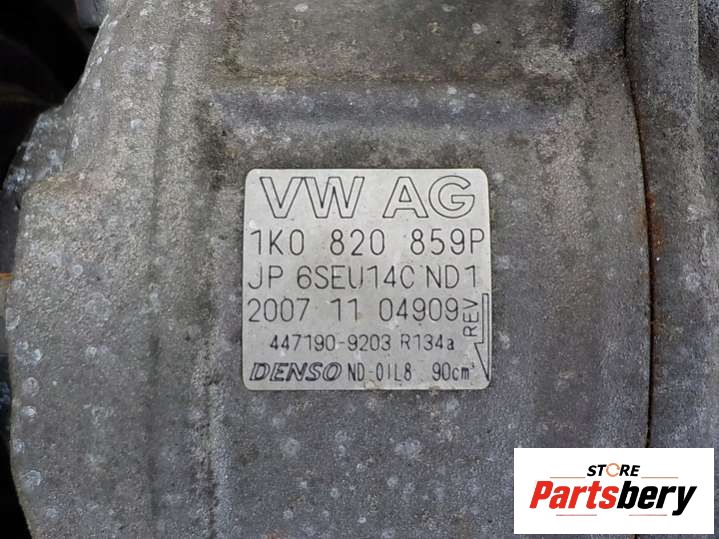 VW AG
1K0 820 859P
JP 6SEU14C ND1
2007 11 04909
REV
447190-9203 R134a
DENSO ND-OIL8 90cm³
STORE
Partsbery